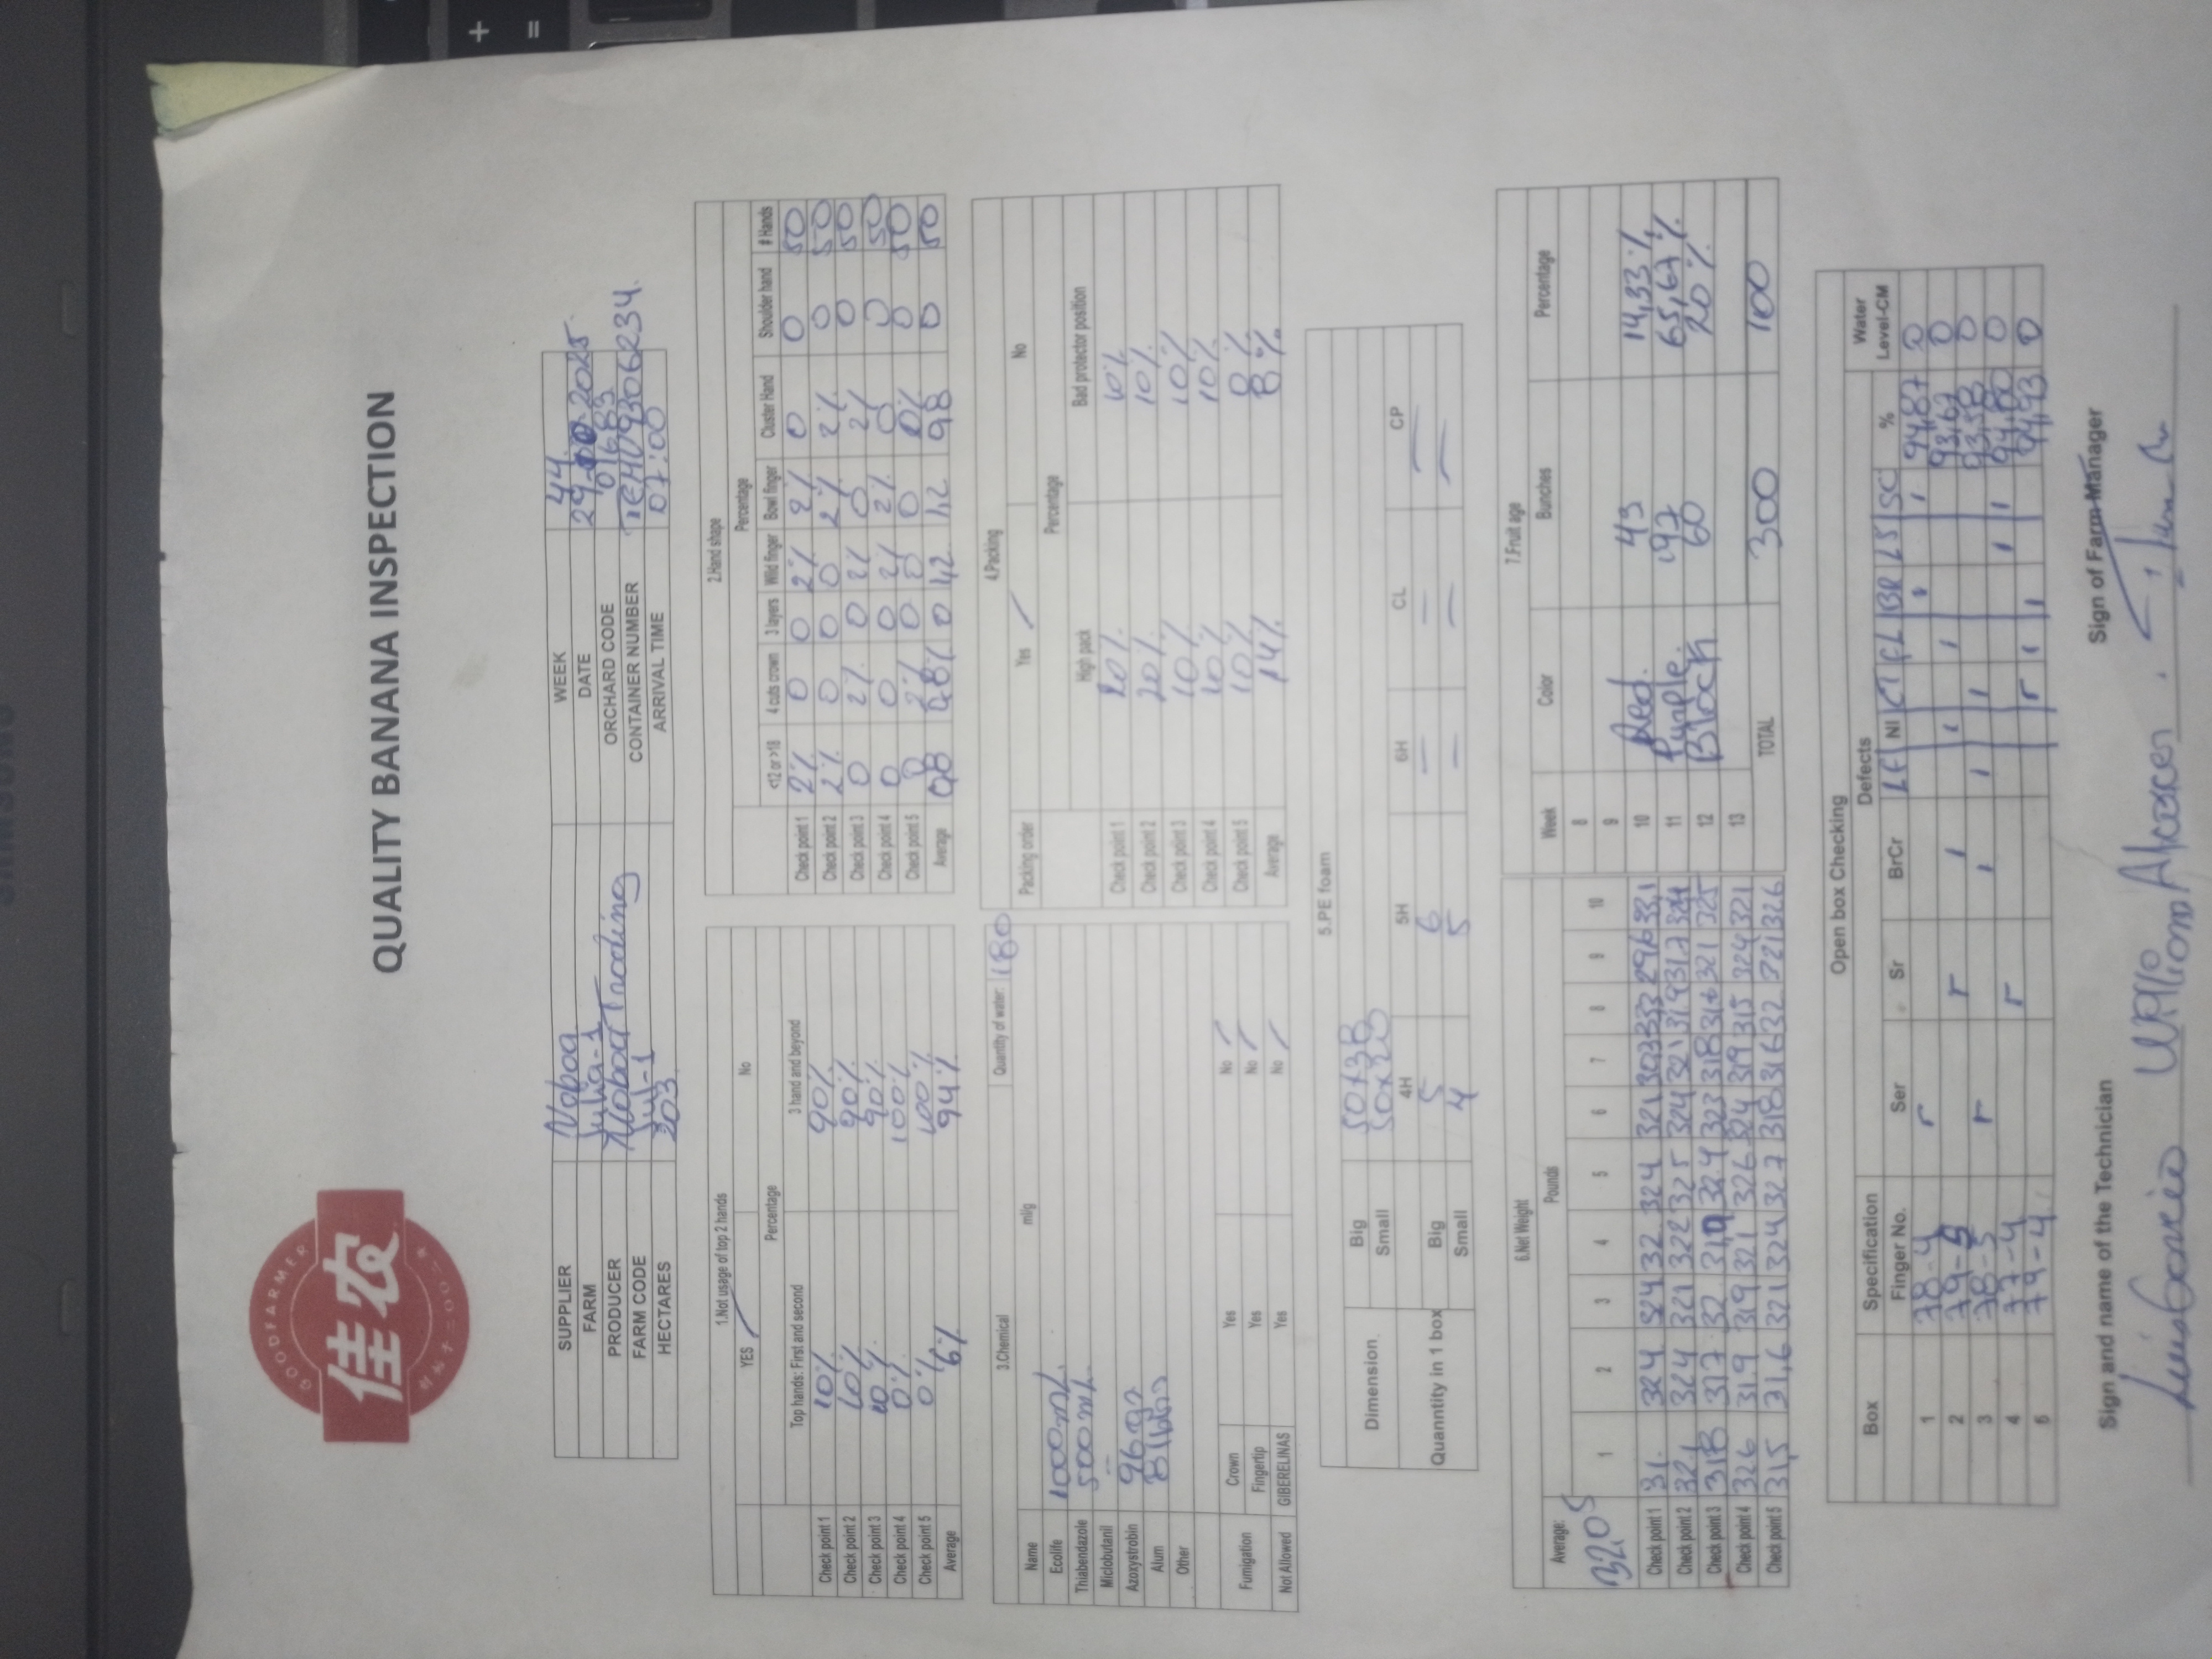 SAMSUNG
GOODFARMER
佳农
创始于二〇〇二年
QUALITY BANANA INSPECTION
SUPPLIER Noboa WEEK 44
FARM Julia-1 DATE 29-10-2025
PRODUCER Noboa Trading ORCHARD CODE 01683
FARM CODE Jul-1 CONTAINER NUMBER TEMU9306234
HECTARES 203 ARRIVAL TIME 07:00
1.Not usage of top 2 hands
YES No
Percentage
Top hands: First and second 3 hand and beyond
Check point 1 10% 90%
Check point 2 10% 90%
Check point 3 10% 90%
Check point 4 0% 100%
Check point 5 0% 100%
Average 6% 94%
2.Hand shape
Percentage
<12 or >18 4 cuts crown 3 layers Wild finger Bowl finger Cluster Hand Shoulder hand # Hands
Check point 1 2% 0 0 2% 2% 0 0 50
Check point 2 2% 0 0 0 2% 2% 0 50
Check point 3 0 2% 0 2% 0 2% 0 50
Check point 4 0 0 0 2% 2% 0 0 50
Check point 5 0 2% 0 0 0 0% 0 50
Average 0,8 0,8% 0 1,2 1,2 0,8 0 50
3.Chemical Quantity of water: 180
Name ml/g
Ecolife 1000mL
Thiabendazole 500mL
Miclobutanil —
Azoxystrobin 96 gr
Alum
Other
Fumigation Crown Yes No
Fingertip Yes No
Not Allowed GIBERELINAS Yes No
4.Packing
Packing order Yes No
Percentage
High pack Bad protector position
Check point 1 20% 10%
Check point 2 20% 10%
Check point 3 10% 10%
Check point 4 10% 10%
Check point 5 10% 0%
Average 14% 8%
5.PE foam
Dimension Big 50x38
Small 50x20
4H 5H 6H CL CP
Quanntity in 1 box Big 5 6 — — —
Small 4 5 — — —
6.Net Weight
Average: 32,05 Pounds
1 2 3 4 5 6 7 8 9 10
Check point 1 31. 324 324 32 324 321 303 333 296 33,1
Check point 2 32,1 324 321 322 325 324 321 319 317 324
Check point 3 318 317 32 31,9 32.4 323 318 316 321 325
Check point 4 326 31.9 319 321 326 324 319 315 324 321
Check point 5 31,5 31,6 321 324 327 318 316 32 321 326
7.Fruit age
Week Color Bunches Percentage
8
9
10 Red. 43 14,33%
11 Purple. 197 65,67%
12 Black 60 20%
13
TOTAL 300 100
Open box Checking
Box Specification Defects Water
Finger No. Ser Sr BrCr LF NI CT FL BR LS SC % Level-CM
1 78-4 94,87 0
2 79-5 93,67 0
3 78-5 93,58 0
4 77-4 94,80 0
5 79-4 94,93 0
Sign and name of the Technician Sign of Farm Manager
Luis Garcia William Alcocer